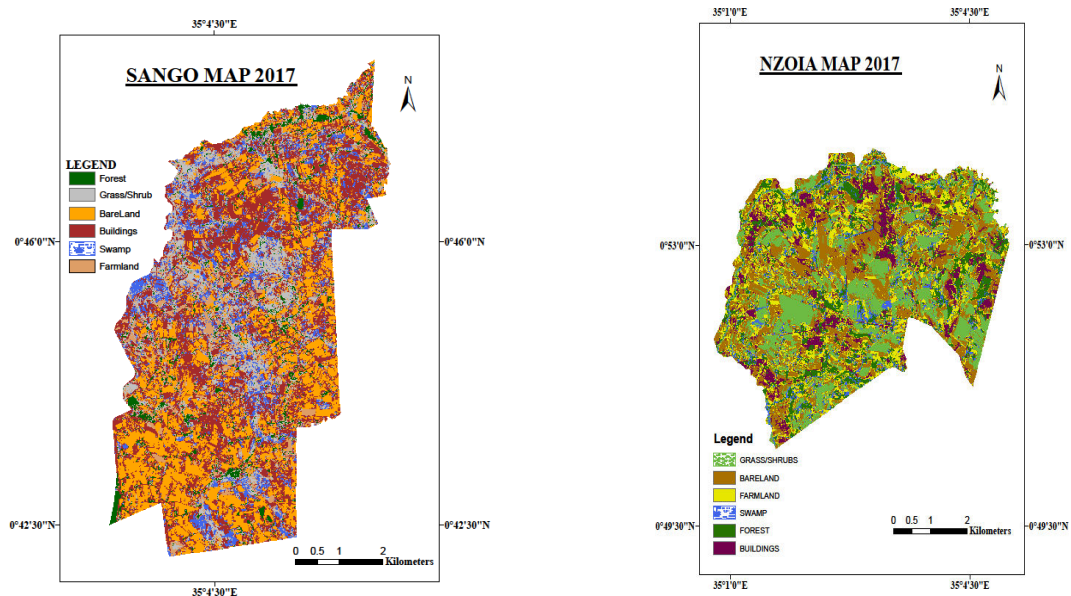 35°4'30"E
SANGO MAP 2017
N
LEGEND
Forest
Grass/Shrub
BareLand
Buildings
Swamp
Farmland
0°46'0"N
0°46'0"N
0°42'30"N
0°42'30"N
0 0.5 1 2
Kilometers
35°4'30"E
35°1'0"E 35°4'30"E
NZOIA MAP 2017
N
0°53'0"N
0°53'0"N
Legend
GRASS/SHRUBS
BARELAND
FARMLAND
SWAMP
FOREST
BUILDINGS
0°49'30"N
0°49'30"N
0 0.5 1 2
Kilometers
35°1'0"E 35°4'30"E